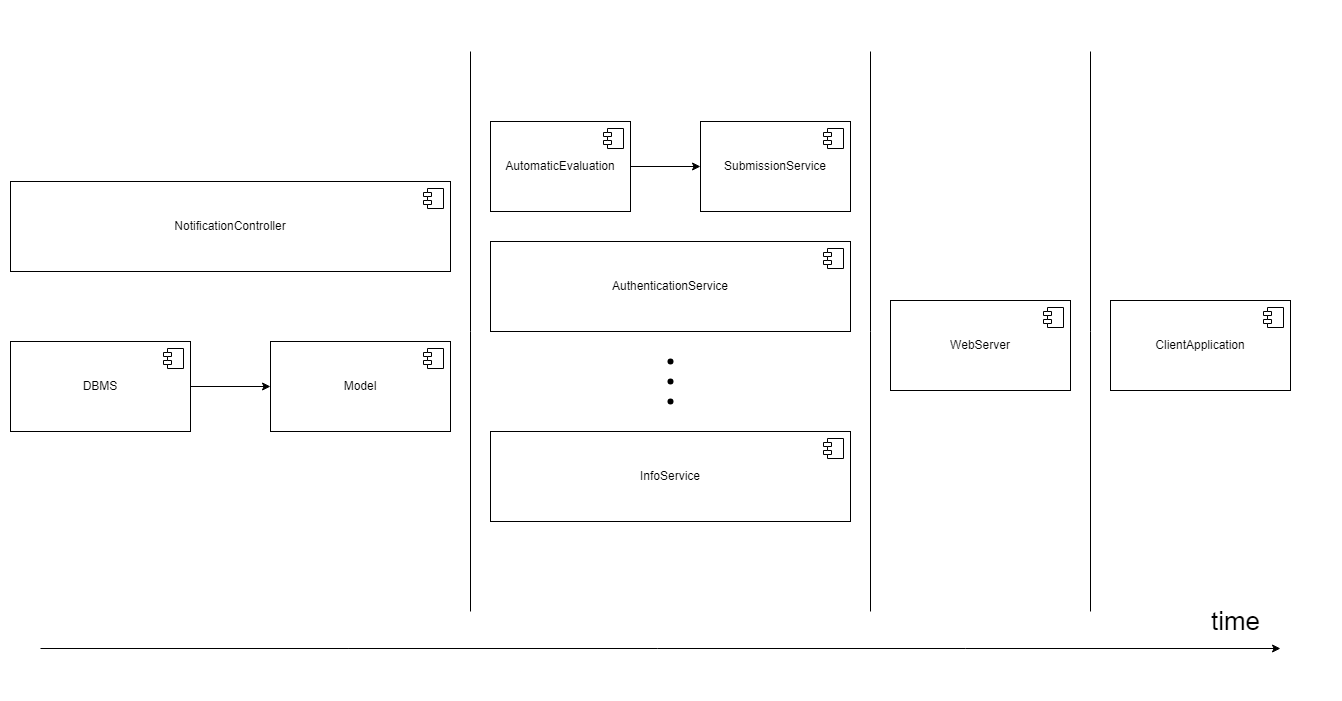 NotificationController
DBMS
Model
AutomaticEvaluation
SubmissionService
AuthenticationService
InfoService
WebServer
ClientApplication
time